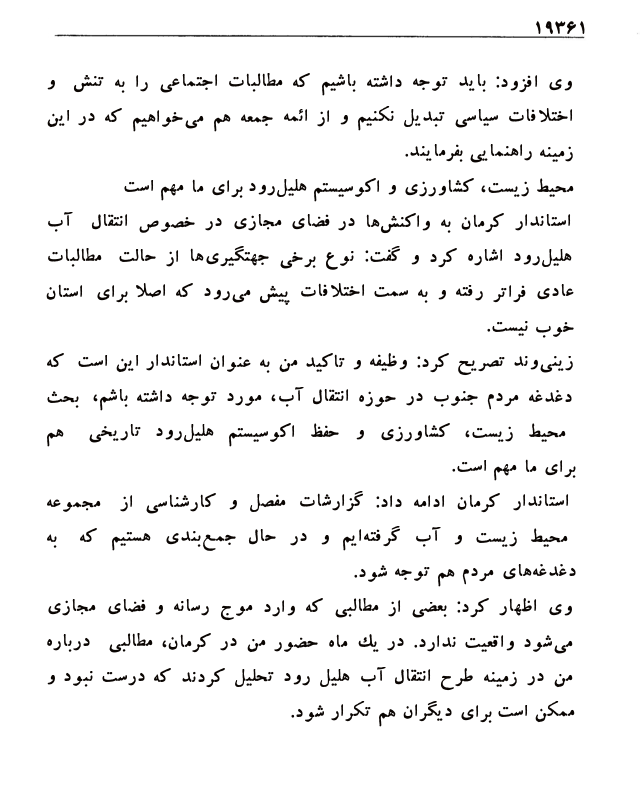 ۱۹۳۶۱
وی افزود: باید توجه داشته باشیم که مطالبات اجتماعی را به تنش و
اختلافات سیاسی تبدیل نکنیم و از ائمه جمعه هم می‌خواهیم که در این
زمینه راهنمایی بفرمایند.
محیط زیست، کشاورزی و اکوسیستم هلیل‌رود برای ما مهم است
استاندار کرمان به واکنش‌ها در فضای مجازی در خصوص انتقال آب
هلیل‌رود اشاره کرد و گفت: نوع برخی جهتگیری‌ها از حالت مطالبات
عادی فراتر رفته و به سمت اختلافات پیش می‌رود که اصلا برای استان
خوب نیست.
زینی‌وند تصریح کرد: وظیفه و تاکید من به عنوان استاندار این است که
دغدغه مردم جنوب در حوزه انتقال آب، مورد توجه داشته باشم، بحث
محیط زیست، کشاورزی و حفظ اکوسیستم هلیل‌رود تاریخی هم
برای ما مهم است.
استاندار کرمان ادامه داد: گزارشات مفصل و کارشناسی از مجموعه
محیط زیست و آب گرفته‌ایم و در حال جمع‌بندی هستیم که به
دغدغه‌های مردم هم توجه شود.
وی اظهار کرد: بعضی از مطالبی که وارد موج رسانه و فضای مجازی
می‌شود واقعیت ندارد. در یك ماه حضور من در کرمان، مطالبی درباره
من در زمینه طرح انتقال آب هلیل رود تحلیل کردند که درست نبود و
ممکن است برای دیگران هم تکرار شود.